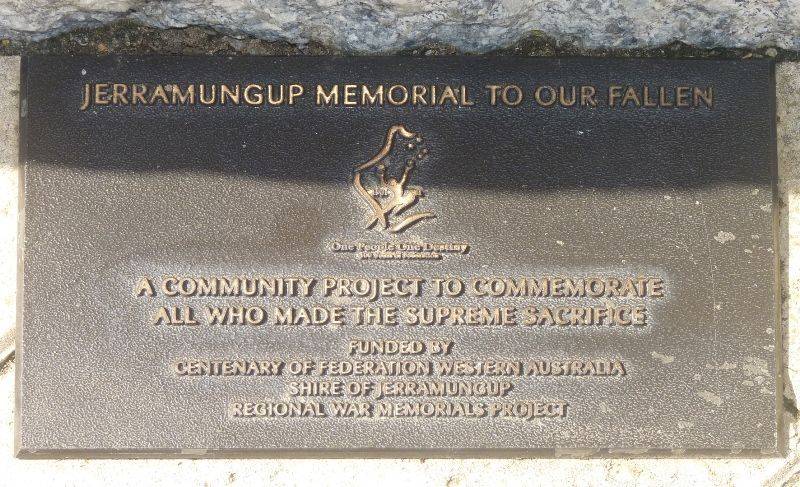 JERRAMUNGUP MEMORIAL TO OUR FALLEN
One People One Destiny
A COMMUNITY PROJECT TO COMMEMORATE
ALL WHO MADE THE SUPREME SACRIFICE
FUNDED BY
CENTENARY OF FEDERATION WESTERN AUSTRALIA
SHIRE OF JERRAMUNGUP
REGIONAL WAR MEMORIALS PROJECT